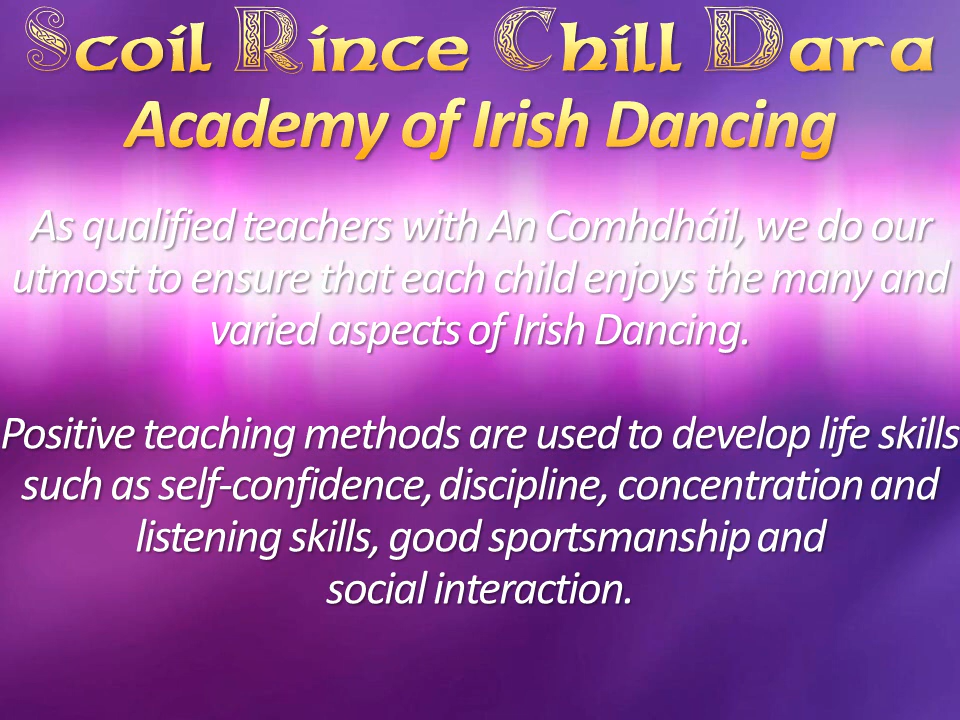 Scoil Rince Chill Dara
Academy of Irish Dancing
As qualified teachers with An Comhdháil, we do our
utmost to ensure that each child enjoys the many and
varied aspects of Irish Dancing.
Positive teaching methods are used to develop life skills
such as self-confidence, discipline, concentration and
listening skills, good sportsmanship and
social interaction.